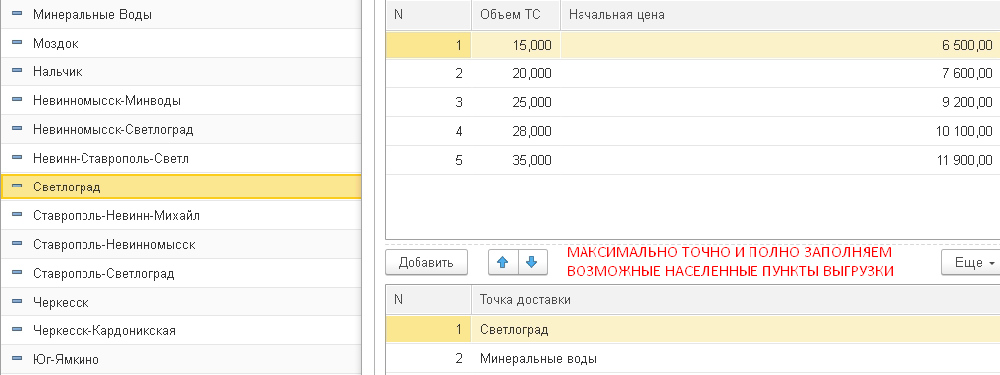 Минеральные Воды
Моздок
Нальчик
Невинномысск-Минводы
Невинномысск-Светлоград
Невинн-Ставрополь-Светл
Светлоград
Ставрополь-Невинн-Михайл
Ставрополь-Невинномысск
Ставрополь-Светлоград
Черкесск
Черкесск-Кардоникская
Юг-Ямкино
N Объем ТС Начальная цена
1 15,000 6 500,00
2 20,000 7 600,00
3 25,000 9 200,00
4 28,000 10 100,00
5 35,000 11 900,00
Добавить
МАКСИМАЛЬНО ТОЧНО И ПОЛНО ЗАПОЛНЯЕМ
ВОЗМОЖНЫЕ НАСЕЛЕННЫЕ ПУНКТЫ ВЫГРУЗКИ
Еще
N Точка доставки
1 Светлоград
2 Минеральные воды